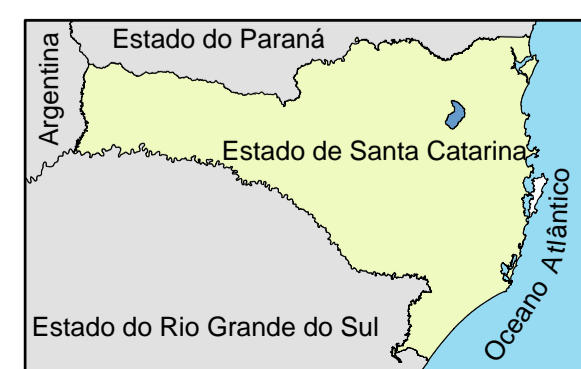 Estado do Paraná
Argentina
Estado de Santa Catarina
Oceano Atlântico
Estado do Rio Grande do Sul